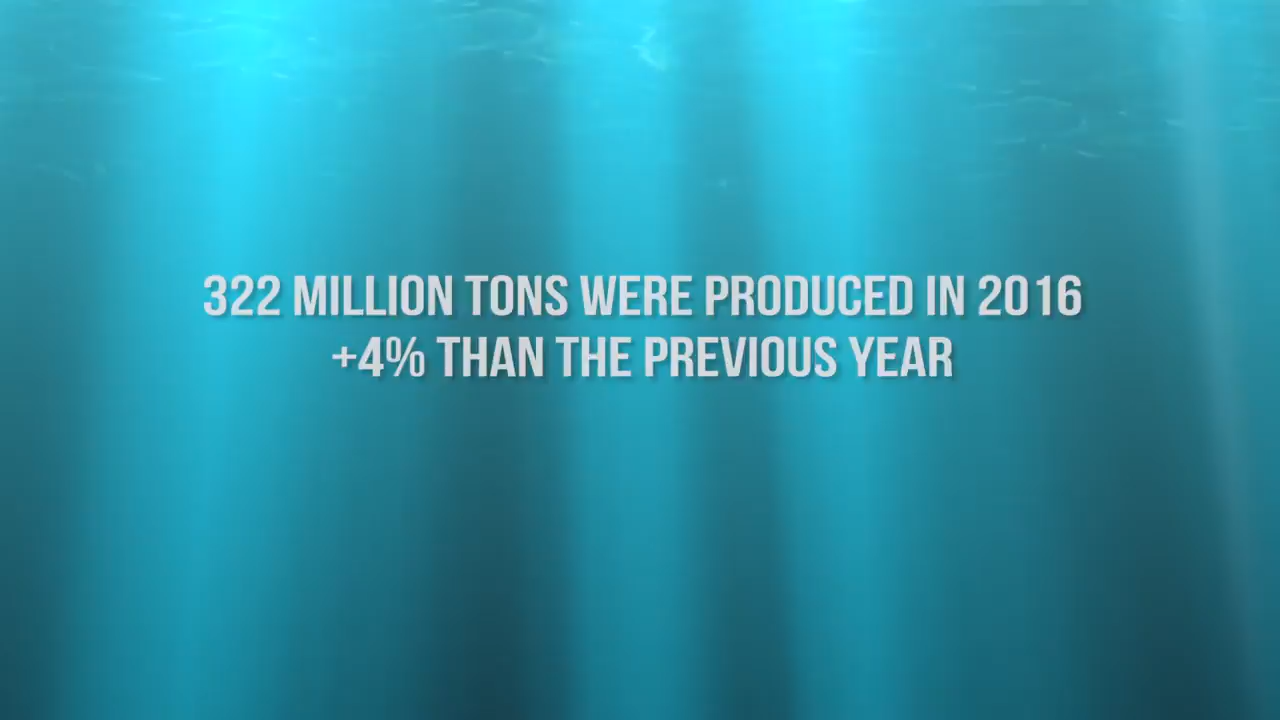 322 MILLION TONS WERE PRODUCED IN 2016
+4% THAN THE PREVIOUS YEAR